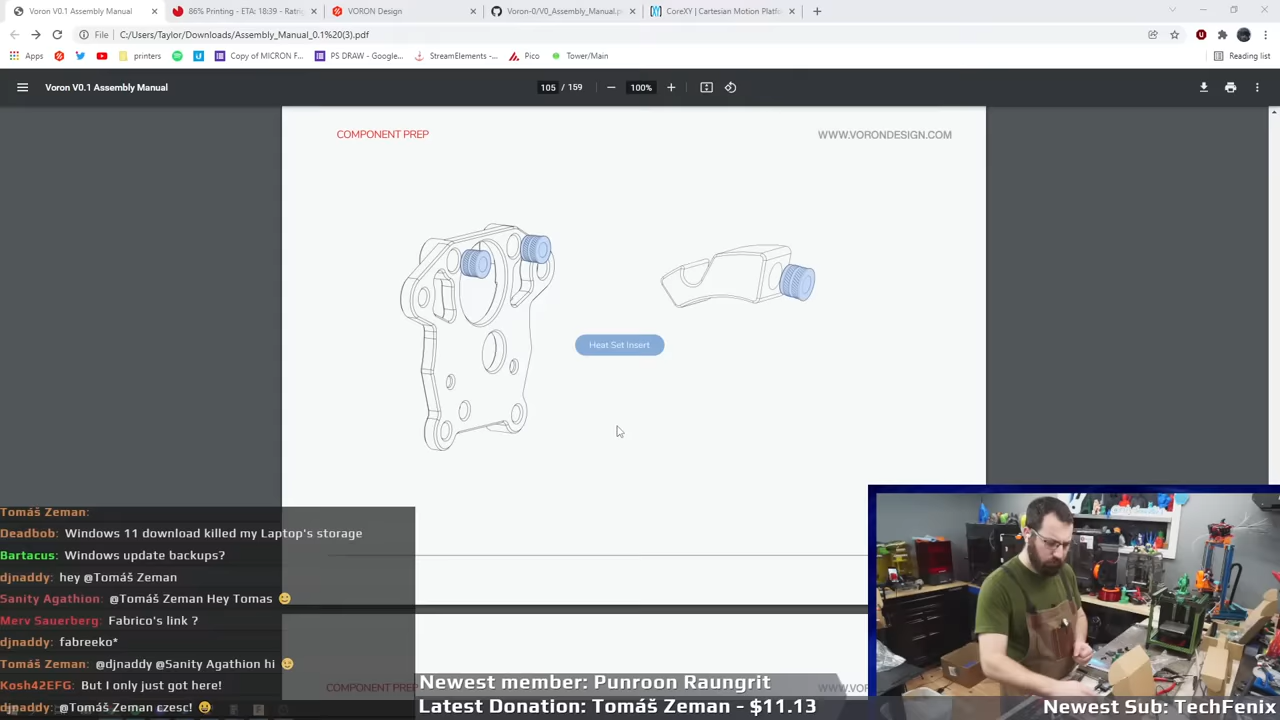 Voron V0.1 Assembly Manual
86% Printing - ETA: 18:39 - Ratrig
VORON Design
Voron-0/V0_Assembly_Manual.p
CoreXY | Cartesian Motion Platf
File
C:/Users/Taylor/Downloads/Assembly_Manual_0.1%20(3).pdf
Apps
printers
Copy of MICRON F...
PS DRAW - Google...
StreamElements -...
Pico
Tower/Main
Reading list
Voron V0.1 Assembly Manual
105 / 159
100%
COMPONENT PREP
WWW.VORONDESIGN.COM
Heat Set Insert
Tomáš Zeman:
Deadbob: Windows 11 download killed my Laptop's storage
Bartacus: Windows update backups?
djnaddy: hey @Tomáš Zeman
Sanity Agathion: @Tomáš Zeman Hey Tomas
Merv Sauerberg: Fabrico's link ?
djnaddy: fabreeko*
Tomáš Zeman: @djnaddy @Sanity Agathion hi
Kosh42EFG: But I only just got here!
djnaddy: @Tomáš Zeman czesc!
COMPONENT PREP
WWW.VOR
Newest member: Punroon Raungrit
Latest Donation: Tomáš Zeman - $11.13
Newest Sub: TechFenix